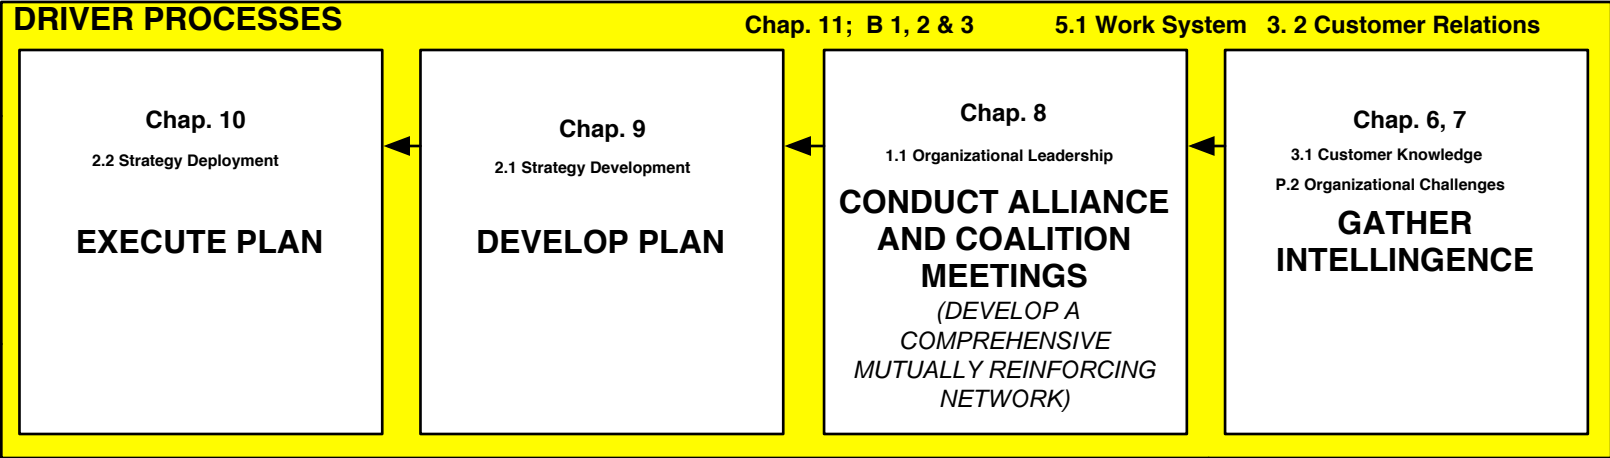 DRIVER PROCESSES
Chap. 11; B 1, 2 & 3 5.1 Work System 3. 2 Customer Relations
Chap. 10
2.2 Strategy Deployment
EXECUTE PLAN
Chap. 9
2.1 Strategy Development
DEVELOP PLAN
Chap. 8
1.1 Organizational Leadership
CONDUCT ALLIANCE
AND COALITION
MEETINGS
(DEVELOP A
COMPREHENSIVE
MUTUALLY REINFORCING
NETWORK)
Chap. 6, 7
3.1 Customer Knowledge
P.2 Organizational Challenges
GATHER
INTELLINGENCE